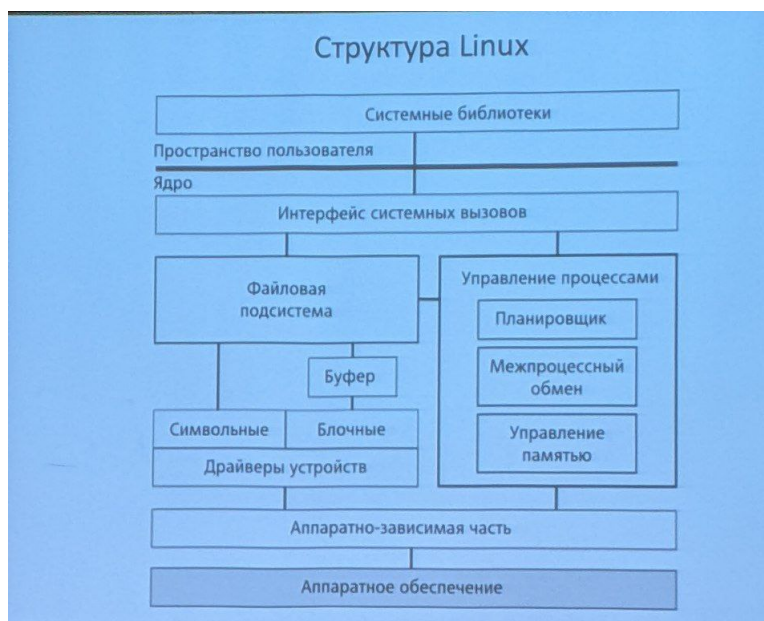 Структура Linux
Системные библиотеки
Пространство пользователя
Ядро
Интерфейс системных вызовов
Файловая
подсистема
Буфер
Символьные
Блочные
Драйверы устройств
Управление процессами
Планировщик
Межпроцессный
обмен
Управление
памятью
Аппаратно-зависимая часть
Аппаратное обеспечение